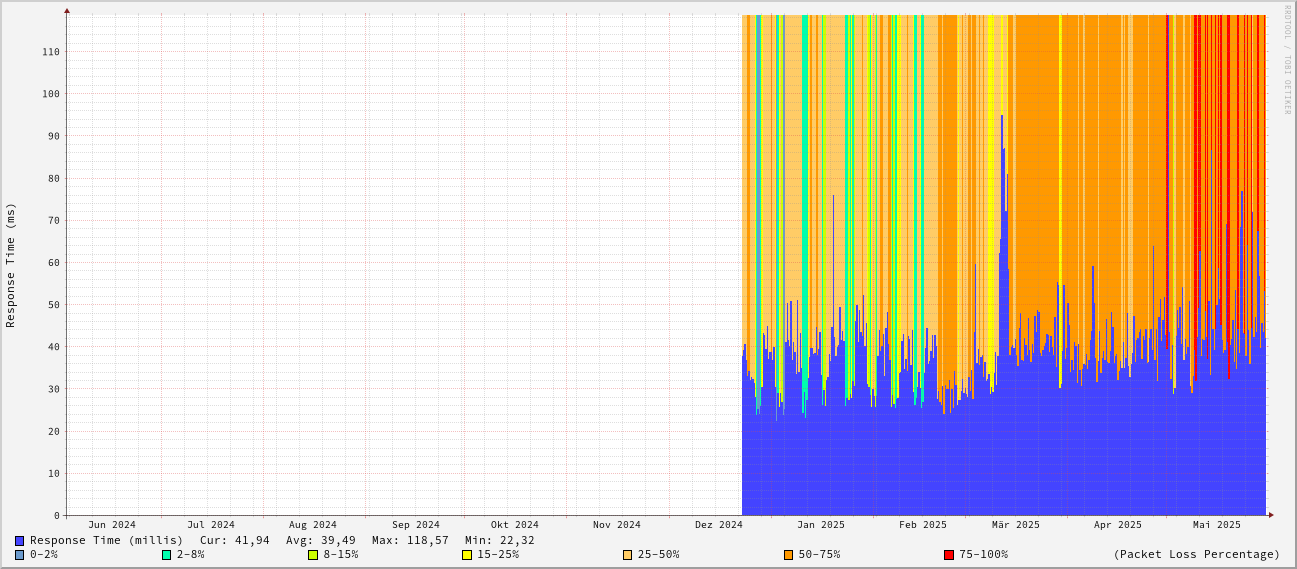 RRDTOOL / TOBI OETIKER
Response Time (ms)
110
100
90
80
70
60
50
40
30
20
10
0
Jun 2024 Jul 2024 Aug 2024 Sep 2024 Okt 2024 Nov 2024 Dez 2024 Jan 2025 Feb 2025 Mär 2025 Apr 2025 Mai 2025
Response Time (millis) Cur: 41,94 Avg: 39,49 Max: 118,57 Min: 22,32
0-2% 2-8% 8-15% 15-25% 25-50% 50-75% 75-100% (Packet Loss Percentage)